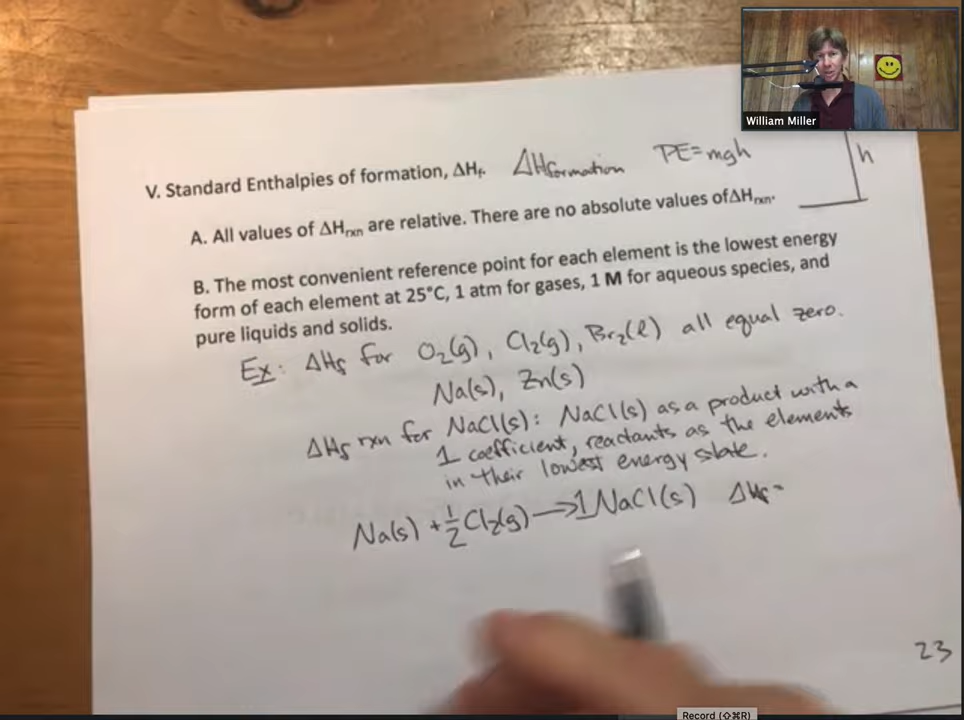 William Miller
V. Standard Enthalpies of formation, ΔHf. ΔHformation PE=mgh
h
A. All values of ΔHrxn are relative. There are no absolute values of ΔHrxn.
B. The most convenient reference point for each element is the lowest energy
form of each element at 25°C, 1 atm for gases, 1 M for aqueous species, and
pure liquids and solids.
Ex: ΔHf for O2(g), Cl2(g), Br2(l) all equal zero.
Na(s), Zn(s)
ΔHf rxn for NaCl(s): NaCl(s) as a product with a
1 coefficient, reactants as the elements
in their lowest energy state.
Na(s) + 1/2 Cl2(g) → 1 NaCl(s) ΔHf =
23
Record (⇧⌘R)